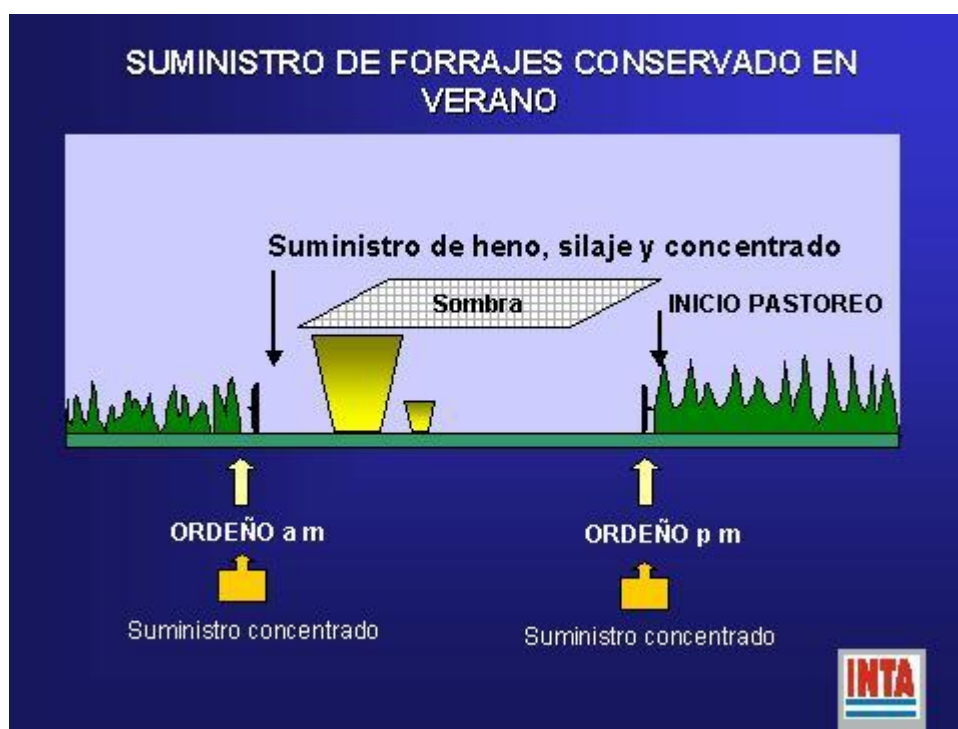 SUMINISTRO DE FORRAJES CONSERVADO EN
VERANO
Suministro de heno, silaje y concentrado
Sombra
INICIO PASTOREO
ORDEÑO a m
ORDEÑO p m
Suministro concentrado
Suministro concentrado
INTA